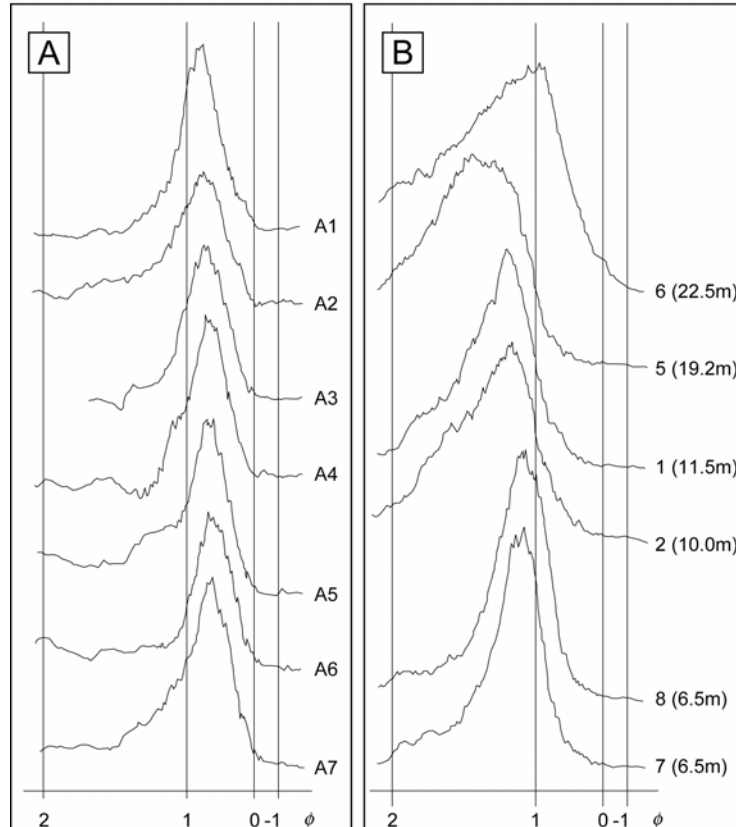 A
A1
A2
A3
A4
A5
A6
A7
2 1 0 -1 ϕ
B
6 (22.5m)
5 (19.2m)
1 (11.5m)
2 (10.0m)
8 (6.5m)
7 (6.5m)
2 1 0 -1 ϕ